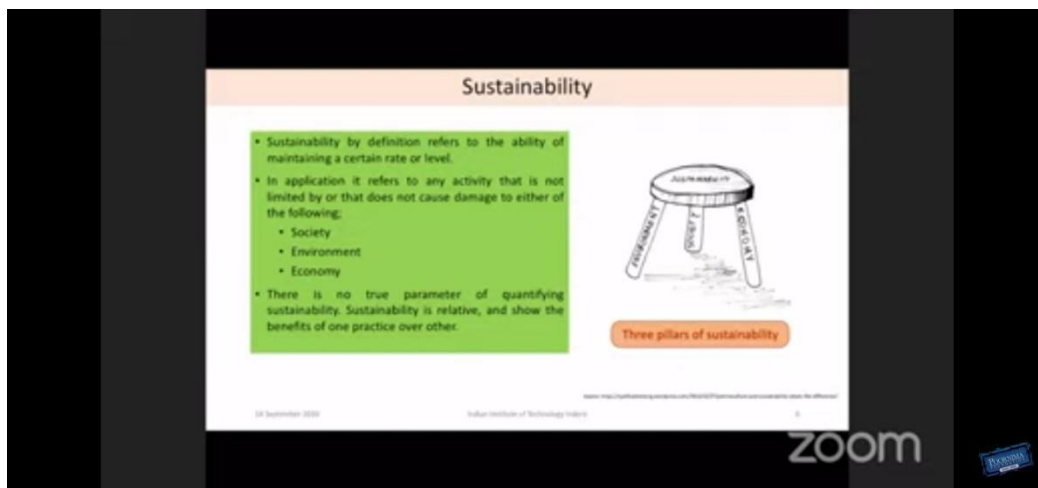 Sustainability
• Sustainability by definition refers to the ability of
maintaining a certain rate or level.
• In application it refers to any activity that is not
limited by or that does not cause damage to either of
the following;
• Society
• Environment
• Economy
• There is no true parameter of quantifying
sustainability. Sustainability is relative, and show the
benefits of one practice over other.
SUSTAINABILITY
ENVIRONMENT
SOCIETY
ECONOMY
Three pillars of sustainability
Indian Institute of Technology Indore
zoom